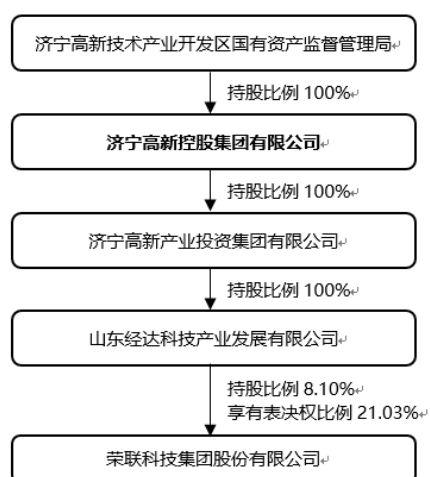 济宁高新技术产业开发区国有资产监督管理局
持股比例 100%
济宁高新控股集团有限公司
持股比例 100%
济宁高新产业投资集团有限公司
持股比例 100%
山东经达科技产业发展有限公司
持股比例 8.10%
享有表决权比例 21.03%
荣联科技集团股份有限公司